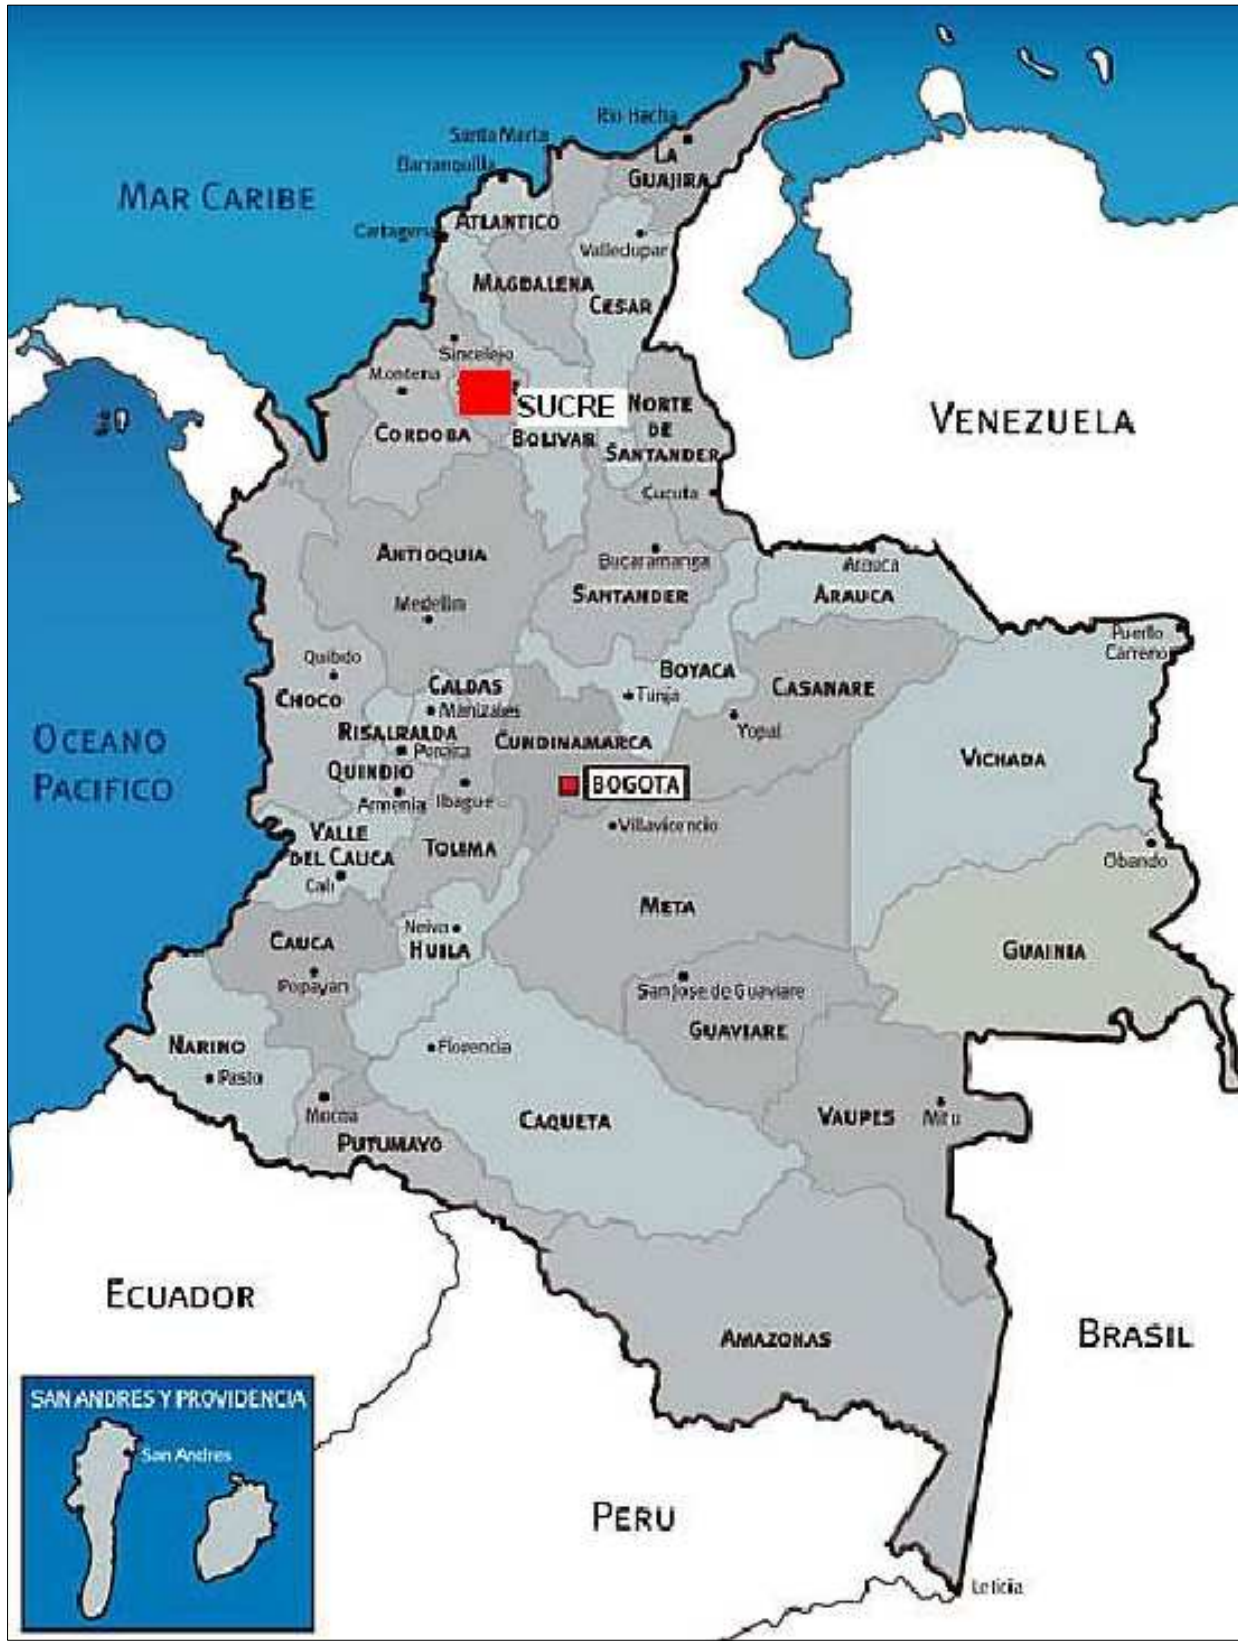 Rio Hacha
Santa Marta
LA
GUAJIRA
Barranquilla
MAR CARIBE
ATLANTICO
Cartagena
Valledupar
MAGDALENA
CESAR
Sincelejo
Monteria
SUCRE
NORTE
DE
SANTANDER
VENEZUELA
CORDOBA
BOLIVAR
Cucuta
ANTIOQUIA
Bucaramanga
SANTANDER
Arauca
ARAUCA
Medellin
Puerto
Carreno
Quibdo
CHOCO
CALDAS
Manizales
BOYACA
Tunja
CASANARE
Yopal
RISALRALDA
Pereira
CUNDINAMARCA
OCEANO
PACIFICO
VICHADA
QUINDIO
Armenia
Ibague
BOGOTA
Villavicencio
VALLE
DEL CAUCA
Cali
TOLIMA
Obando
META
Neiva
HUILA
CAUCA
Popayan
GUAINIA
San Jose de Guaviare
GUAVIARE
NARINO
Pasto
Florencia
Mocoa
PUTUMAYO
CAQUETA
VAUPES
Mitu
ECUADOR
AMAZONAS
BRASIL
SAN ANDRES Y PROVIDENCIA
San Andres
PERU
Leticia